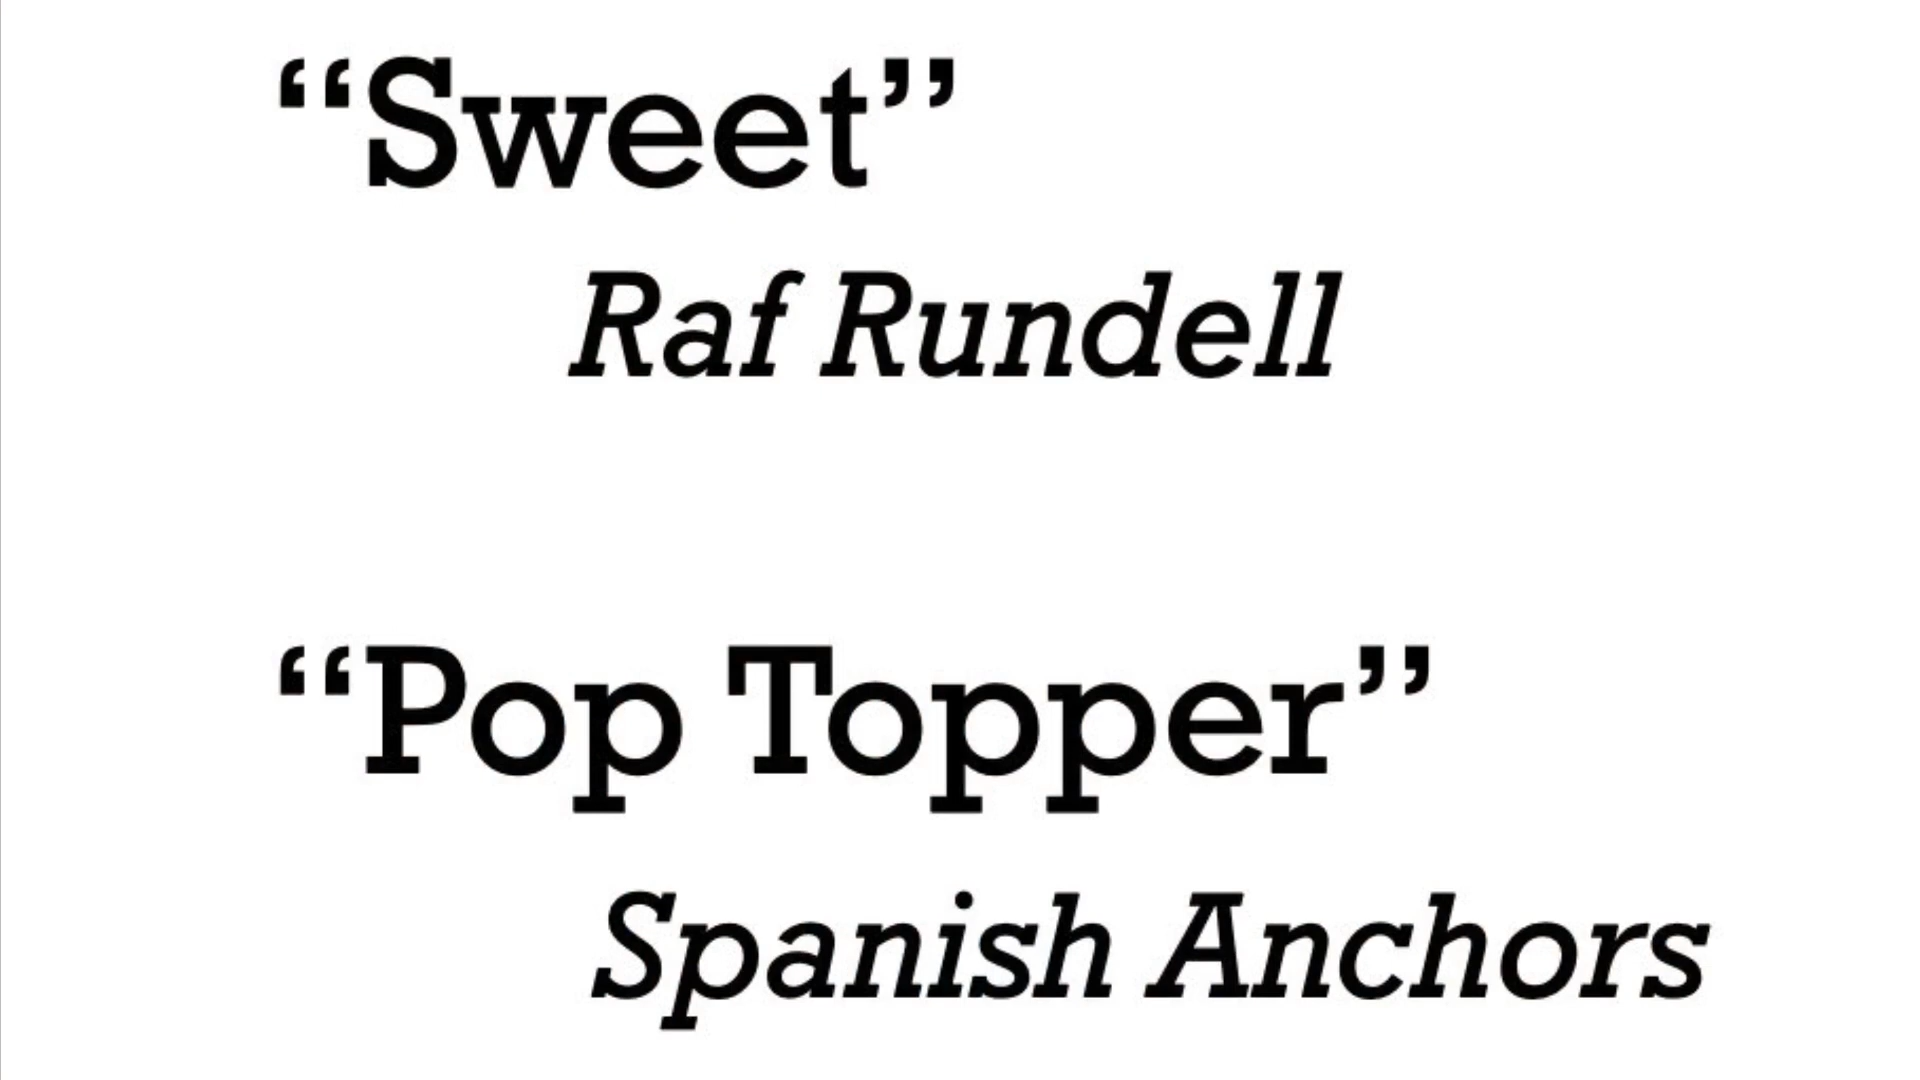 “Sweet”
Raf Rundell
“Pop Topper”
Spanish Anchors